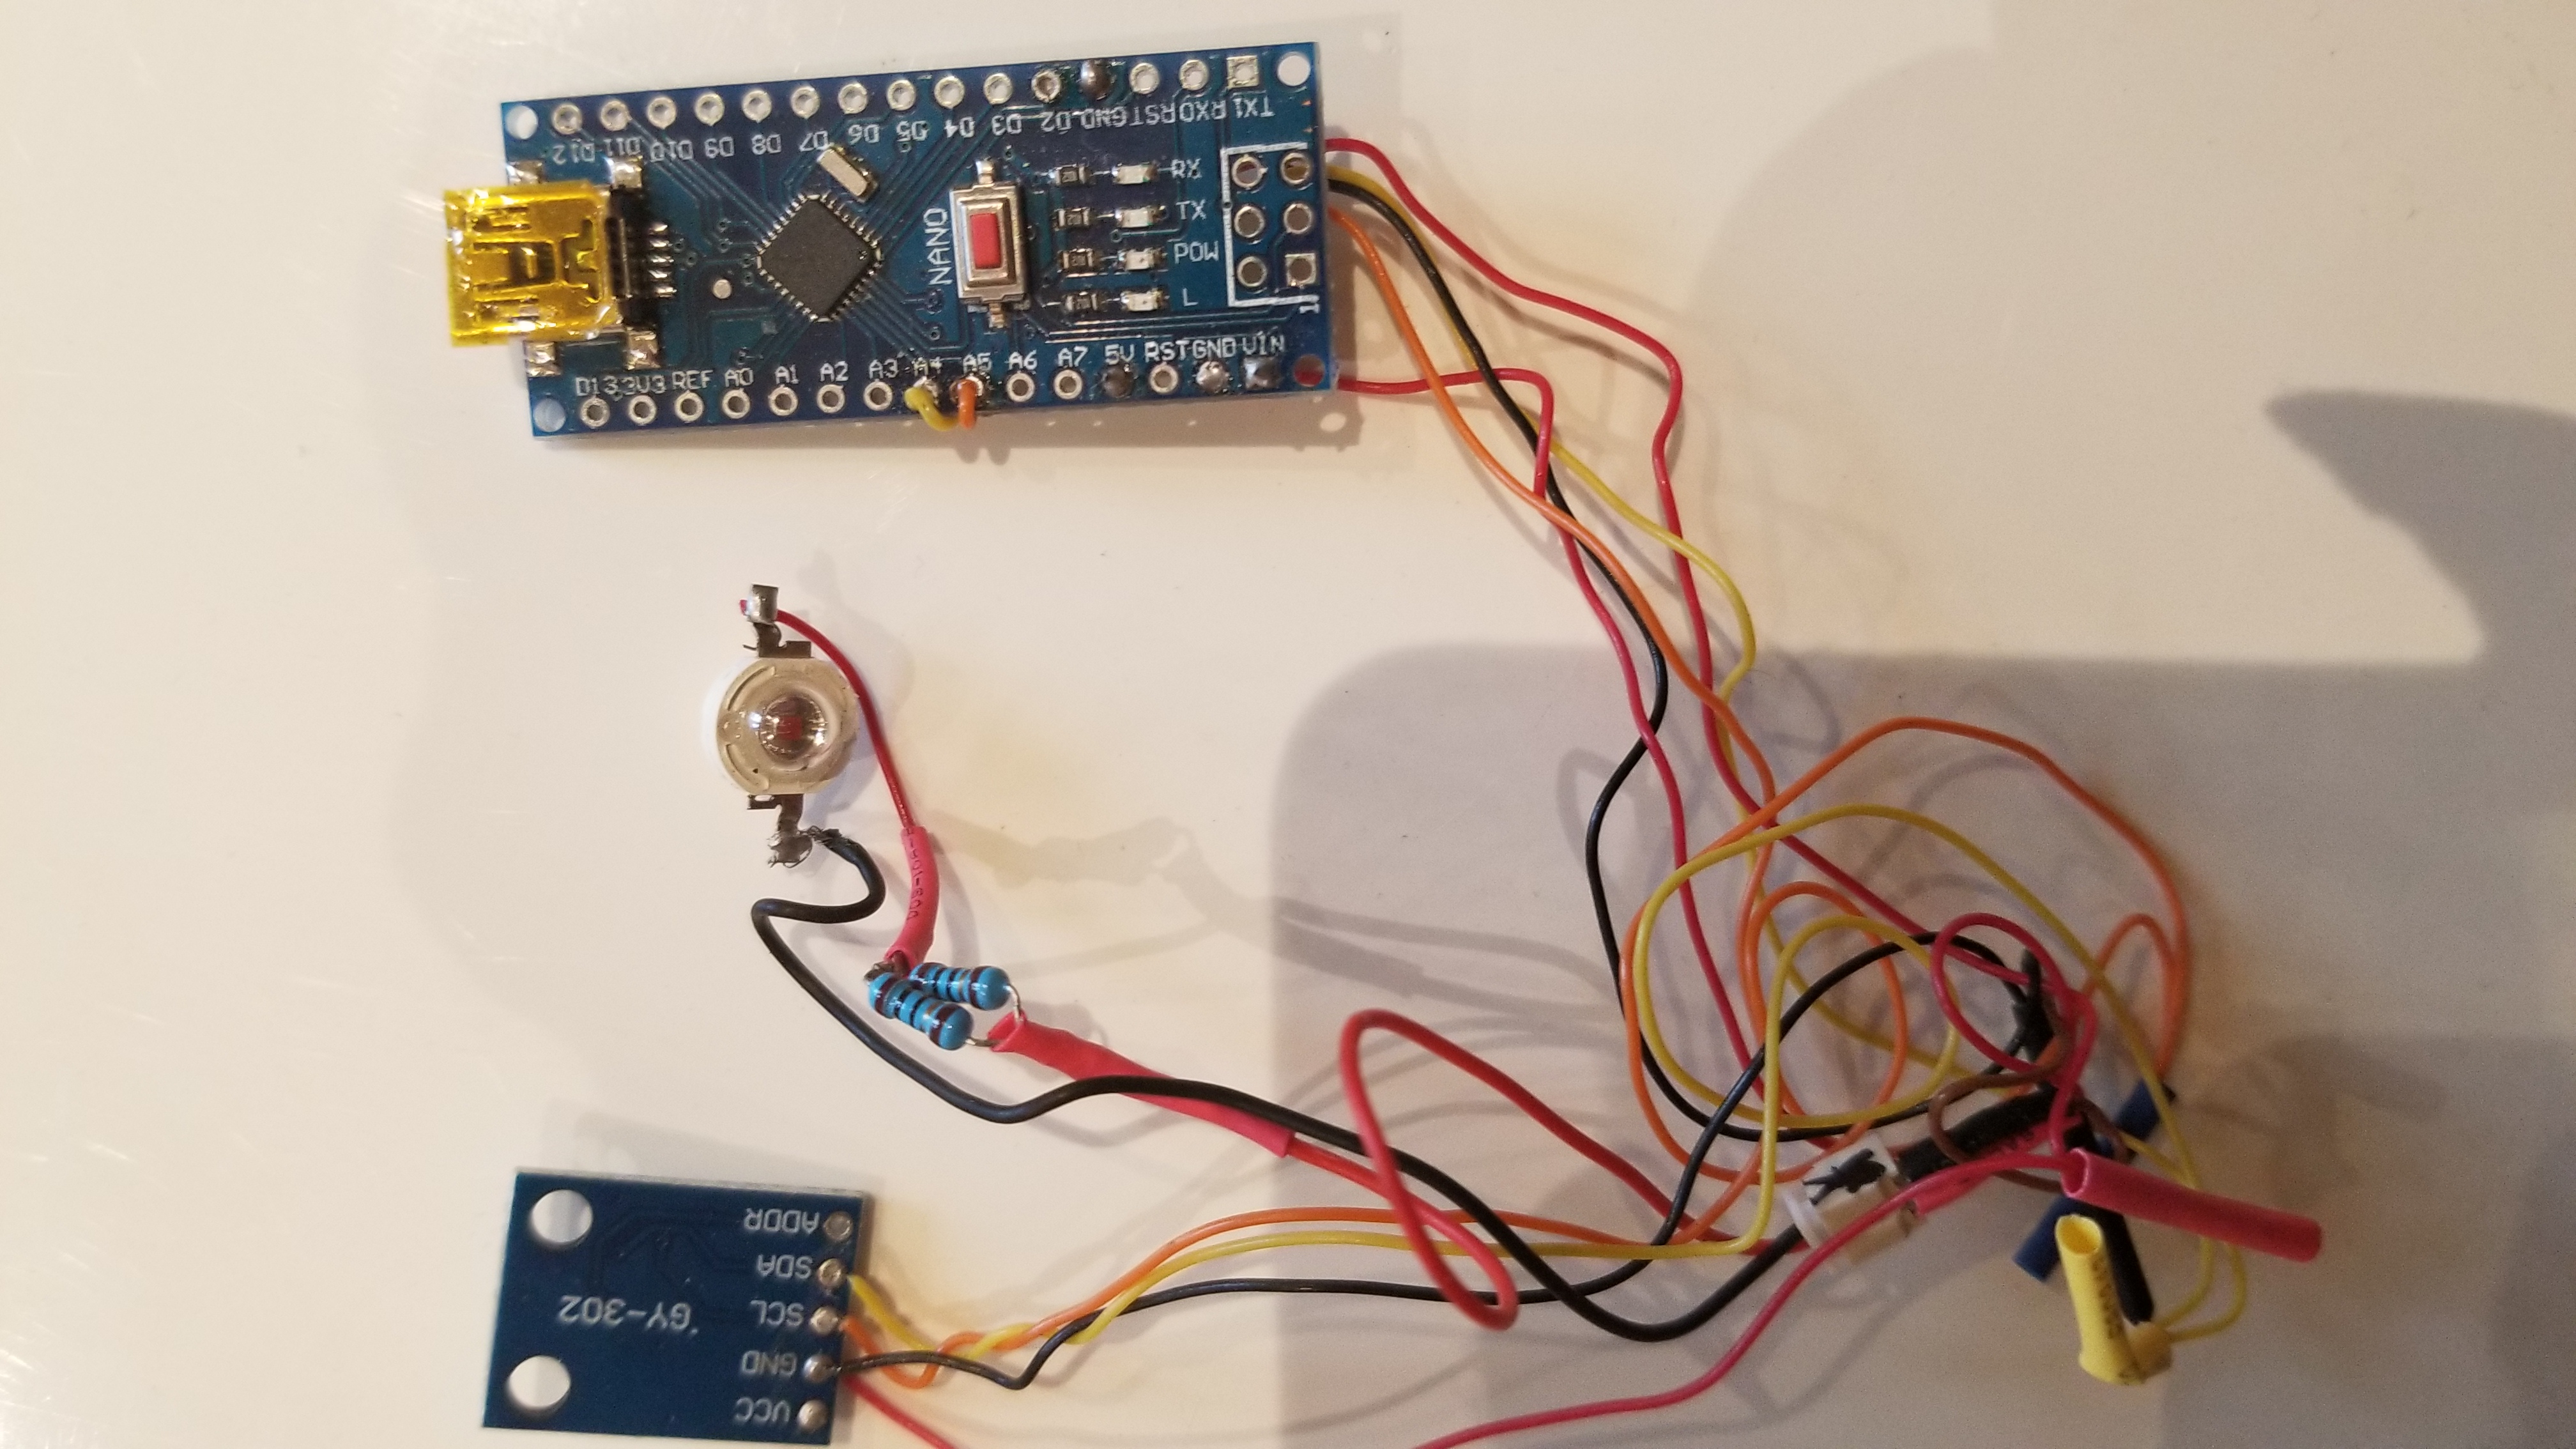 GY-302
VCC
GND
SCL
SDA
ADDR
D13
3V3
REF
A0
A1
A2
A3
A4
A5
A6
A7
5V
RST
GND
VIN
D12
D11
D10
D9
D8
D7
D6
D5
D4
D3
D2
GND
RST
RX0
TX1
NANO
L
POW
TX
RX
1